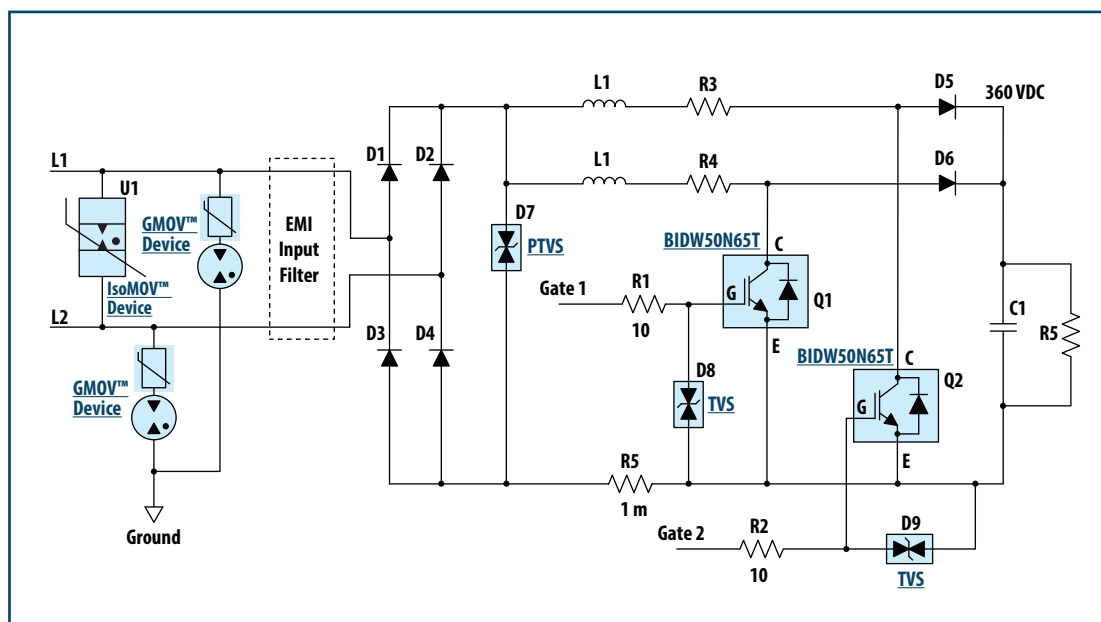 L1
R3
D5
360 VDC
L1
D1
D2
L1
R4
D6
U1
GMOV™
Device
EMI
Input
Filter
D7
PTVS
BIDW50N65T
C
G
Q1
E
Gate 1
R1
10
IsoMOV™
Device
L2
D3
D4
C1
R5
BIDW50N65T
C
Q2
G
E
D8
TVS
GMOV™
Device
R5
1 m
Ground
Gate 2
R2
10
D9
TVS